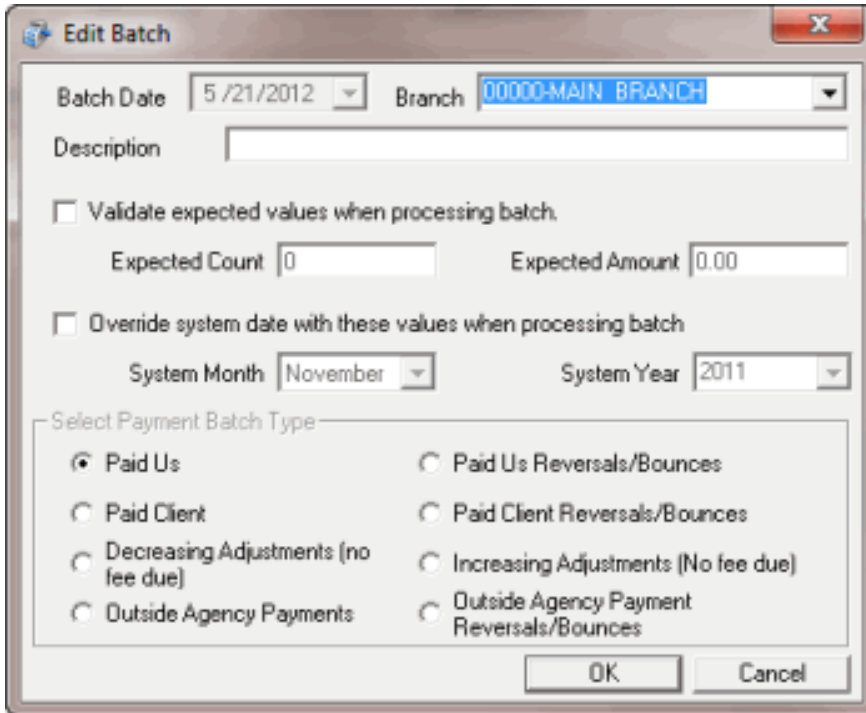 Edit Batch
Batch Date 5 /21/2012 Branch 00000-MAIN BRANCH
Description
Validate expected values when processing batch.
Expected Count 0 Expected Amount 0.00
Override system date with these values when processing batch
System Month November System Year 2011
Select Payment Batch Type
Paid Us Paid Us Reversals/Bounces
Paid Client Paid Client Reversals/Bounces
Decreasing Adjustments (no
fee due) Increasing Adjustments (No fee due)
Outside Agency Payments Outside Agency Payment
Reversals/Bounces
OK Cancel